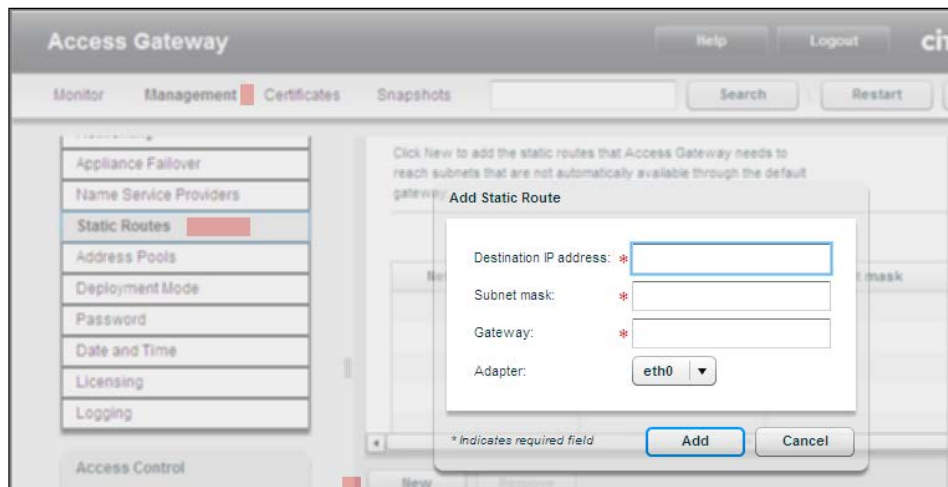 Access Gateway
Help
Logout
Monitor
Management
Certificates
Snapshots
Search
Restart
Appliance Failover
Name Service Providers
Static Routes
Address Pools
Deployment Mode
Password
Date and Time
Licensing
Logging
Access Control
Click New to add the static routes that Access Gateway needs to
reach subnets that are not automatically available through the default
gateway
mask
Add Static Route
Destination IP address: *
Subnet mask: *
Gateway: *
Adapter:
eth0
* Indicates required field
Add
Cancel
New
Remove